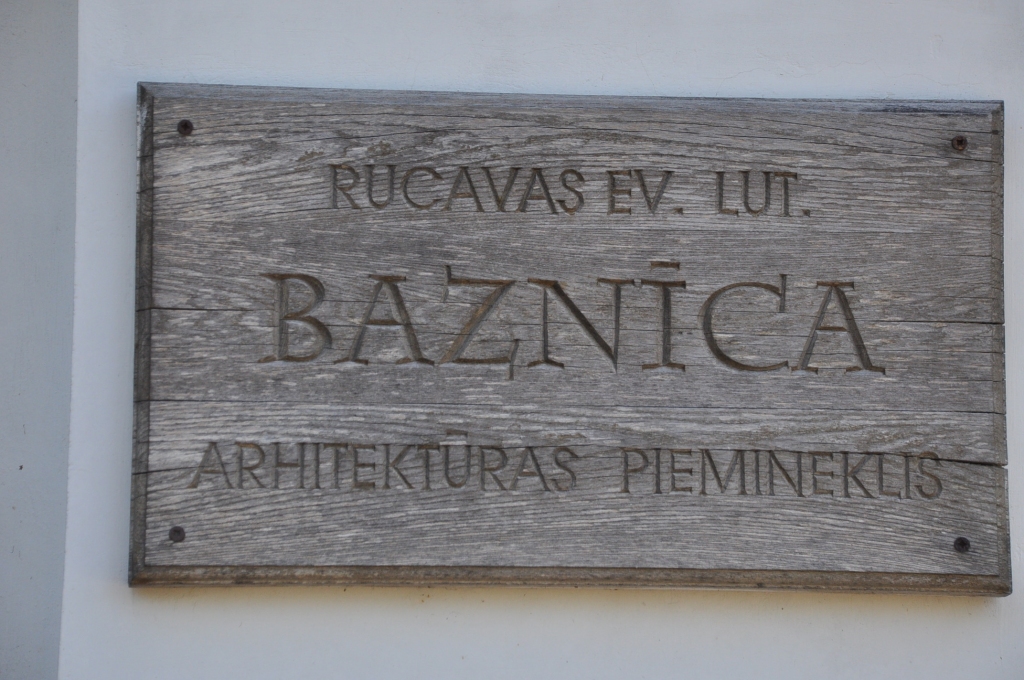 RUCAVAS EV. LUT.
BAZNĪCA
ARHITEKTŪRAS PIEMINEKLIS